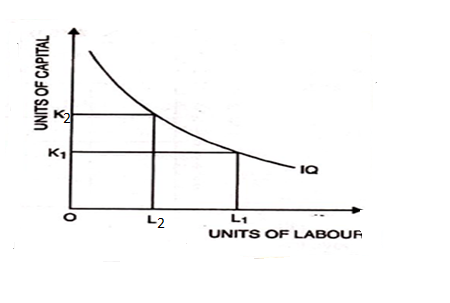 UNITS OF CAPITAL
K2
K1
IQ
O
L2
L1
UNITS OF LABOUR